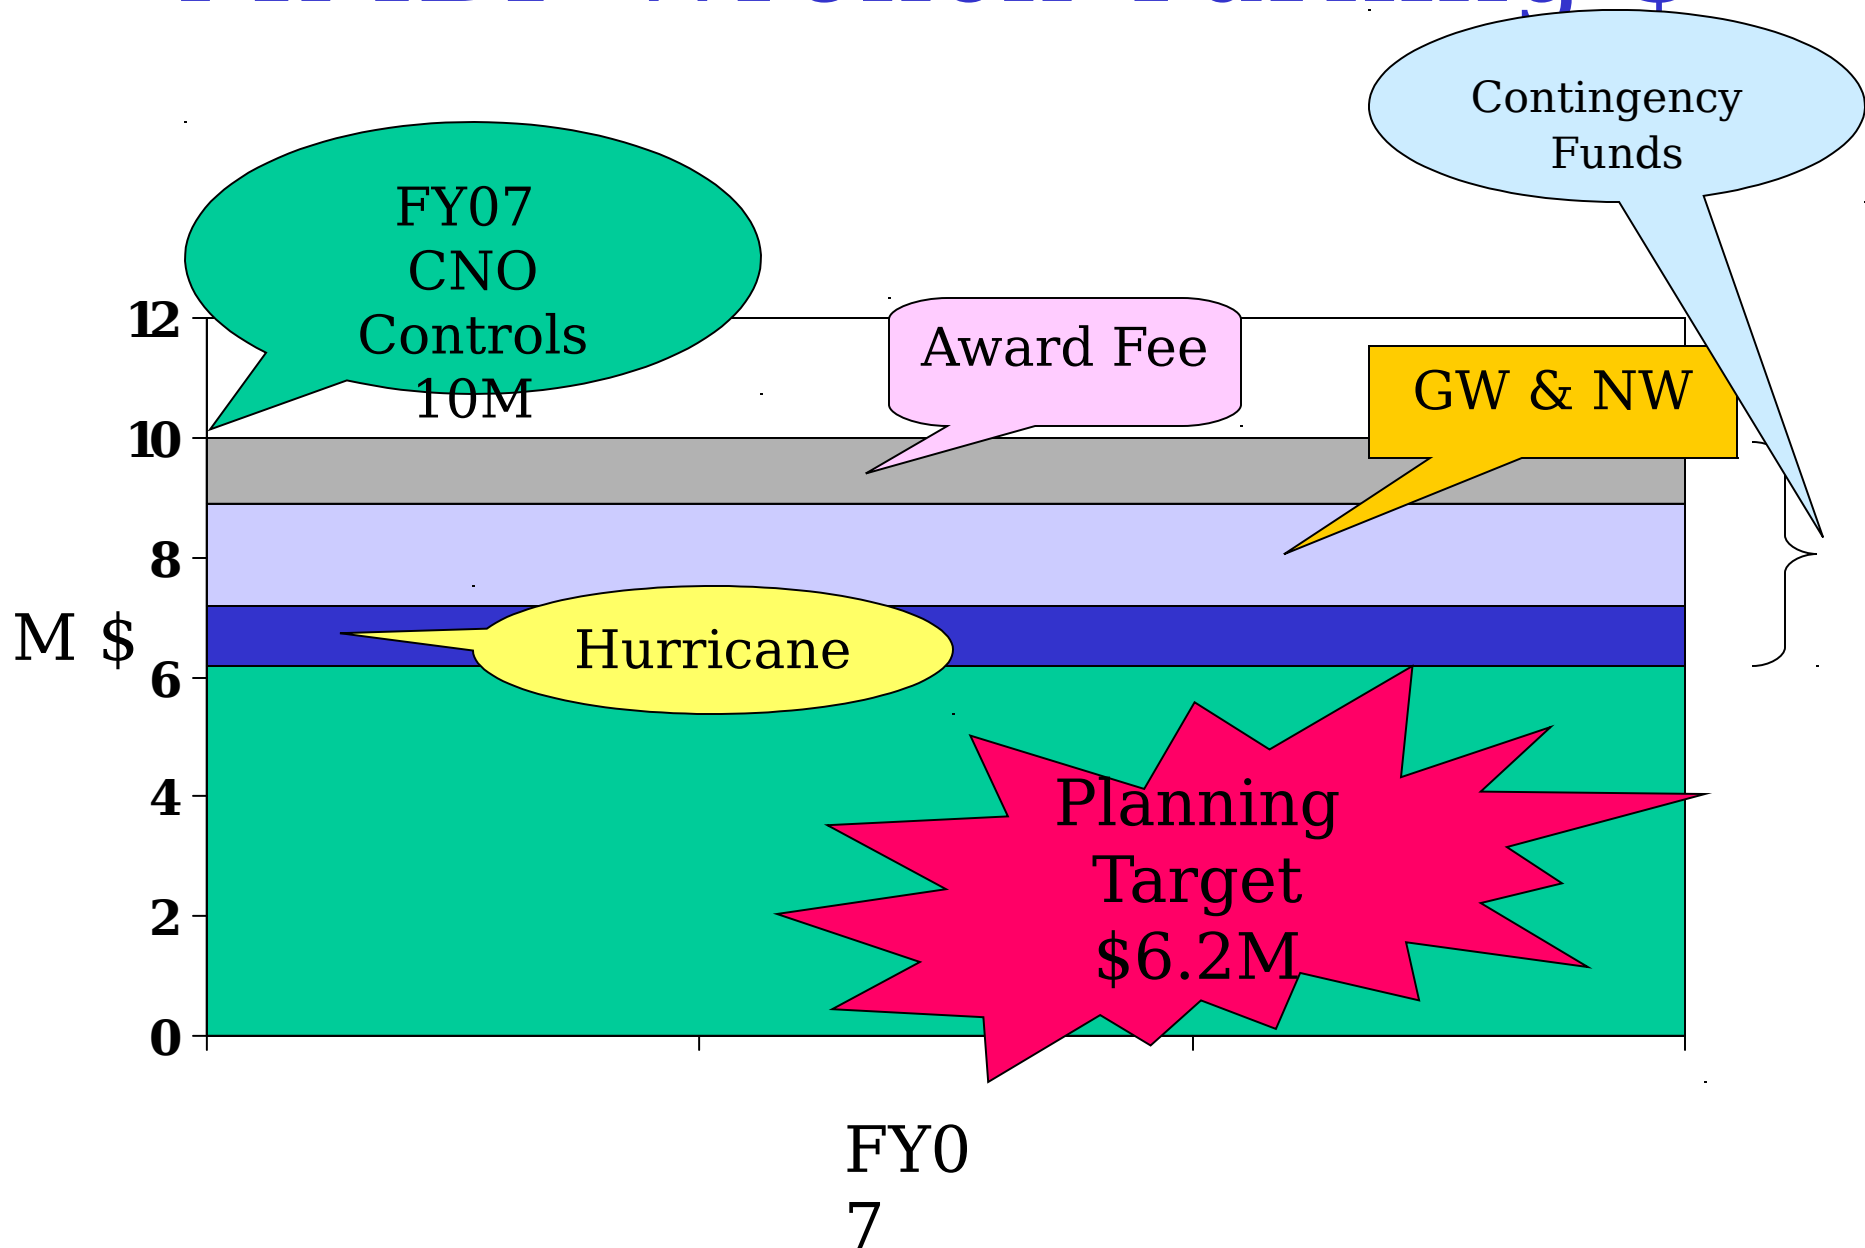 Contingency
Funds
FY07
CNO
Controls
10M
Award Fee
GW & NW
12
10
8
6
4
2
0
M $
Hurricane
Planning
Target
$6.2M
FY0
7